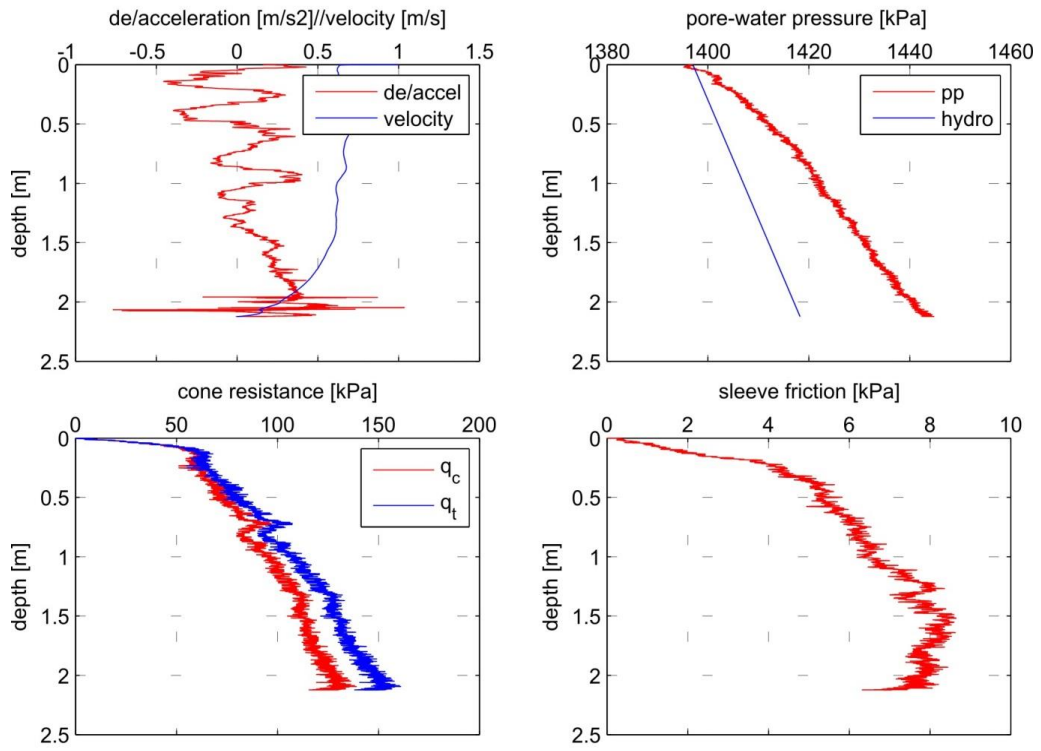 de/acceleration [m/s2]//velocity [m/s]
-1 -0.5 0 0.5 1 1.5
0
0.5
1
1.5
2
2.5
depth [m]
de/accel
velocity
pore-water pressure [kPa]
1380 1400 1420 1440 1460
0
0.5
1
1.5
2
2.5
depth [m]
pp
hydro
cone resistance [kPa]
0 50 100 150 200
0
0.5
1
1.5
2
2.5
depth [m]
q_c
q_t
sleeve friction [kPa]
0 2 4 6 8 10
0
0.5
1
1.5
2
2.5
depth [m]